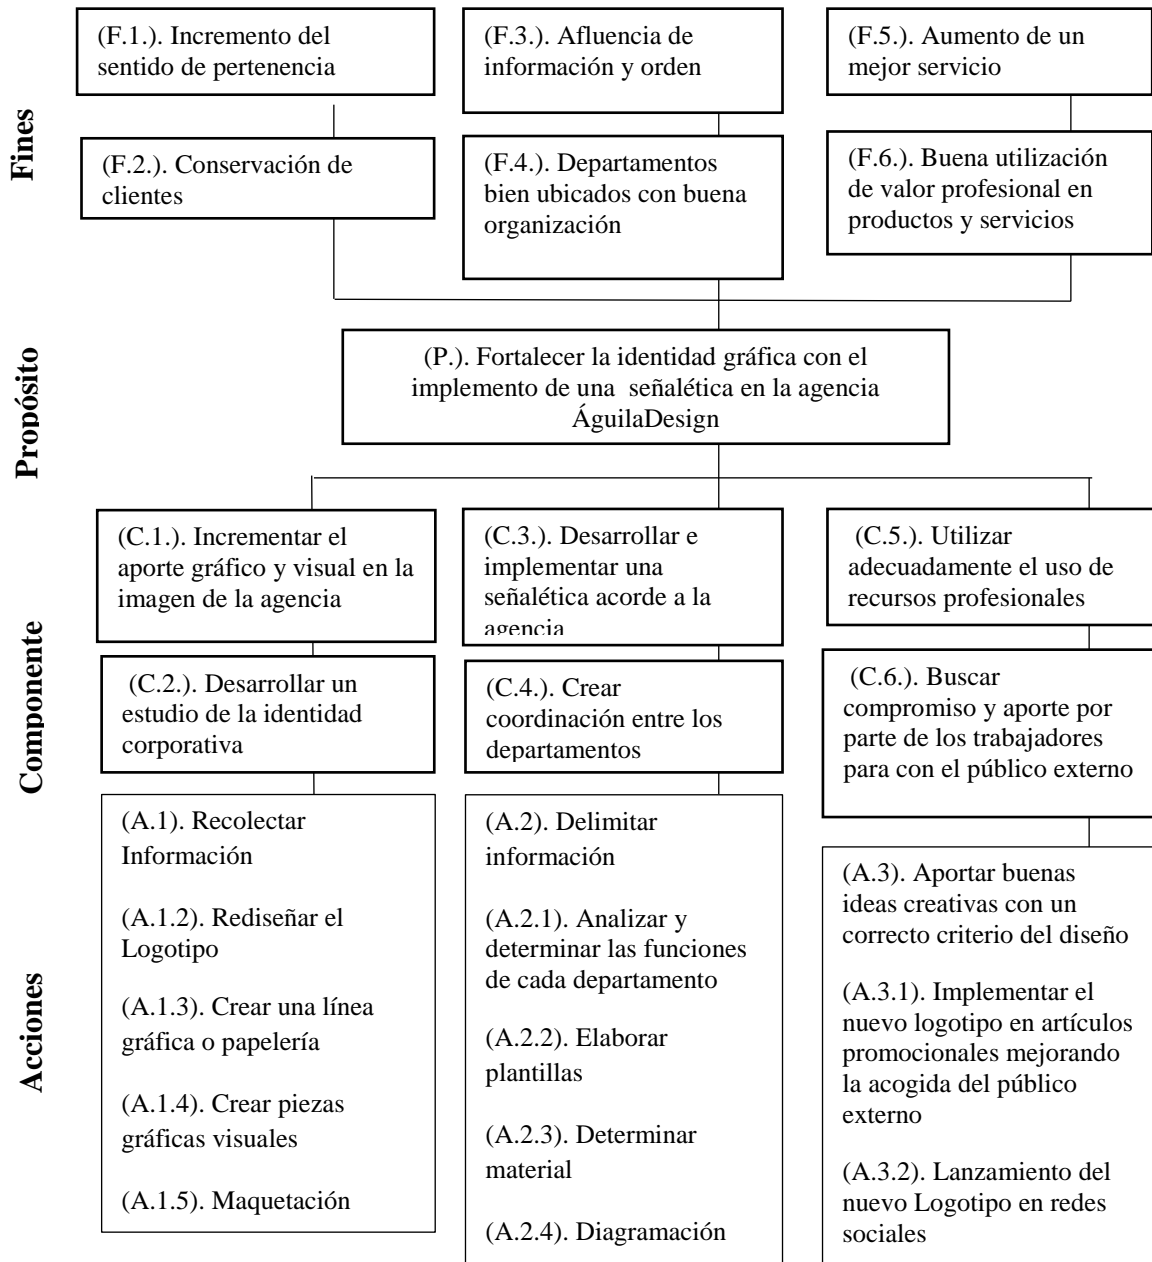 Fines
(F.1.). Incremento del
sentido de pertenencia
(F.3.). Afluencia de
información y orden
(F.5.). Aumento de un
mejor servicio
(F.2.). Conservación de
clientes
(F.4.). Departamentos
bien ubicados con buena
organización
(F.6.). Buena utilización
de valor profesional en
productos y servicios
Propósito
(P.). Fortalecer la identidad gráfica con el
implemento de una señalética en la agencia
ÁguilaDesign
Componente
(C.1.). Incrementar el
aporte gráfico y visual en la
imagen de la agencia
(C.3.). Desarrollar e
implementar una
señalética acorde a la
agencia
(C.5.). Utilizar
adecuadamente el uso de
recursos profesionales
(C.2.). Desarrollar un
estudio de la identidad
corporativa
(C.4.). Crear
coordinación entre los
departamentos
(C.6.). Buscar
compromiso y aporte por
parte de los trabajadores
para con el público externo
Acciones
(A.1). Recolectar
Información
(A.1.2). Rediseñar el
Logotipo
(A.1.3). Crear una línea
gráfica o papelería
(A.1.4). Crear piezas
gráficas visuales
(A.1.5). Maquetación
(A.2). Delimitar
información
(A.2.1). Analizar y
determinar las funciones
de cada departamento
(A.2.2). Elaborar
plantillas
(A.2.3). Determinar
material
(A.2.4). Diagramación
(A.3). Aportar buenas
ideas creativas con un
correcto criterio del diseño
(A.3.1). Implementar el
nuevo logotipo en artículos
promocionales mejorando
la acogida del público
externo
(A.3.2). Lanzamiento del
nuevo Logotipo en redes
sociales